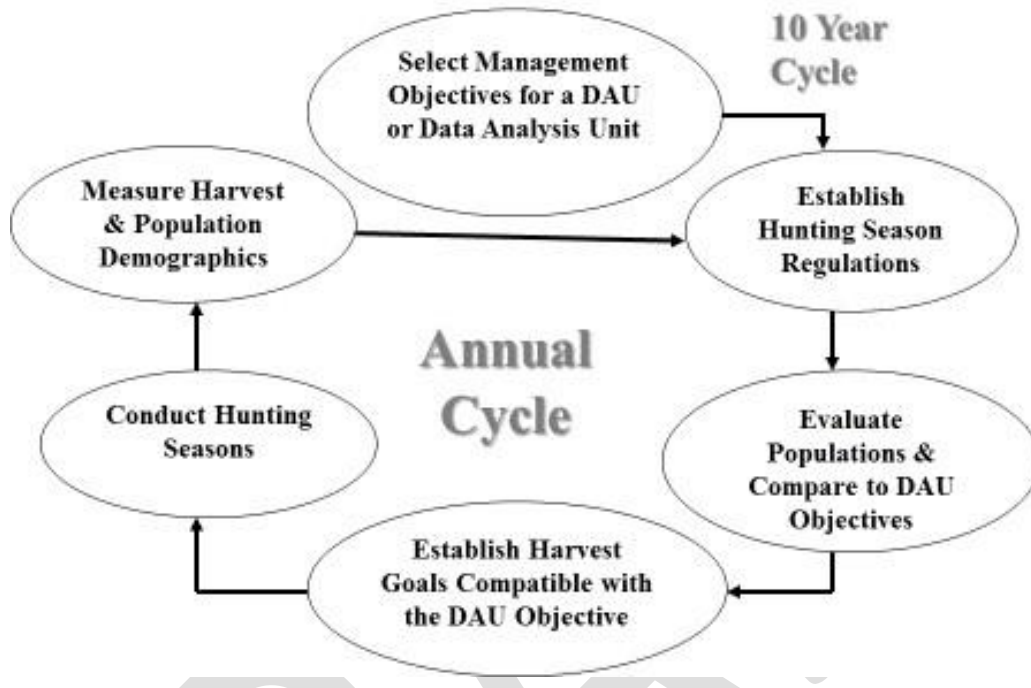 10 Year
Cycle
Select Management
Objectives for a DAU
or Data Analysis Unit
Establish
Hunting Season
Regulations
Evaluate
Populations &
Compare to DAU
Objectives
Establish Harvest
Goals Compatible with
the DAU Objective
Conduct Hunting
Seasons
Measure Harvest
& Population
Demographics
Annual
Cycle